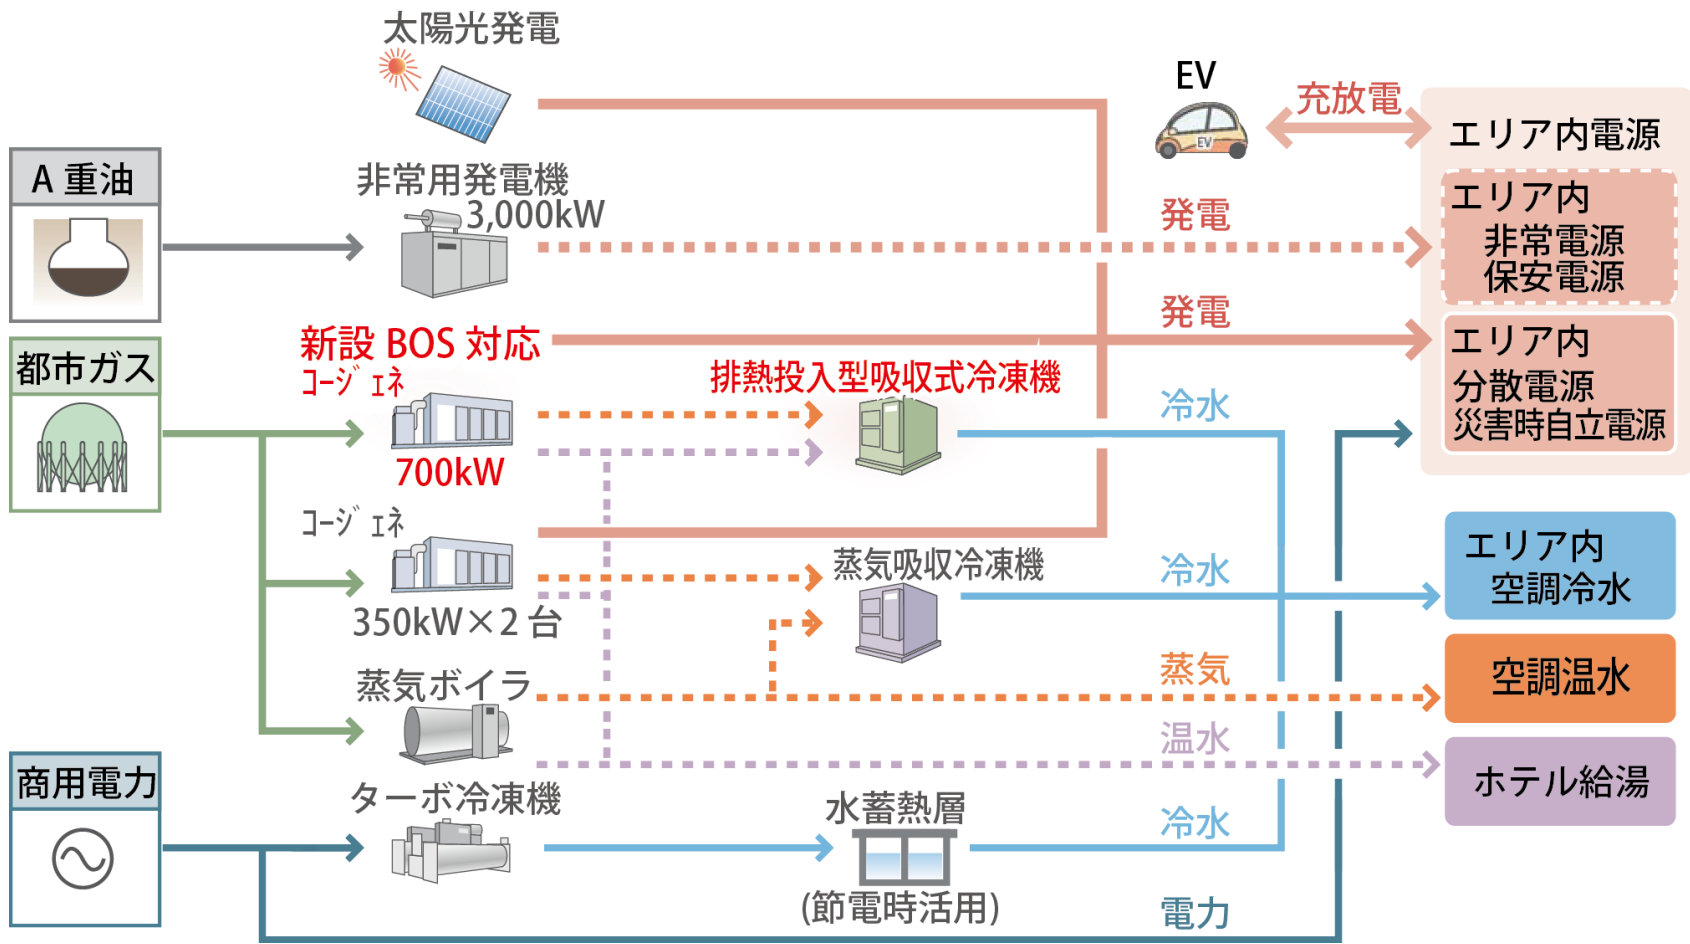 太陽光発電
EV
充放電
エリア内電源
A 重油
非常用発電機
3,000kW
発電
エリア内
非常電源
保安電源
都市ガス
新設 BOS 対応
コージェネ
700kW
排熱投入型吸収式冷凍機
発電
エリア内
分散電源
災害時自立電源
冷水
コージェネ
350kW×2 台
蒸気吸収冷凍機
冷水
エリア内
空調冷水
蒸気ボイラ
蒸気
空調温水
温水
ホテル給湯
商用電力
ターボ冷凍機
水蓄熱層
(節電時活用)
冷水
電力
EV